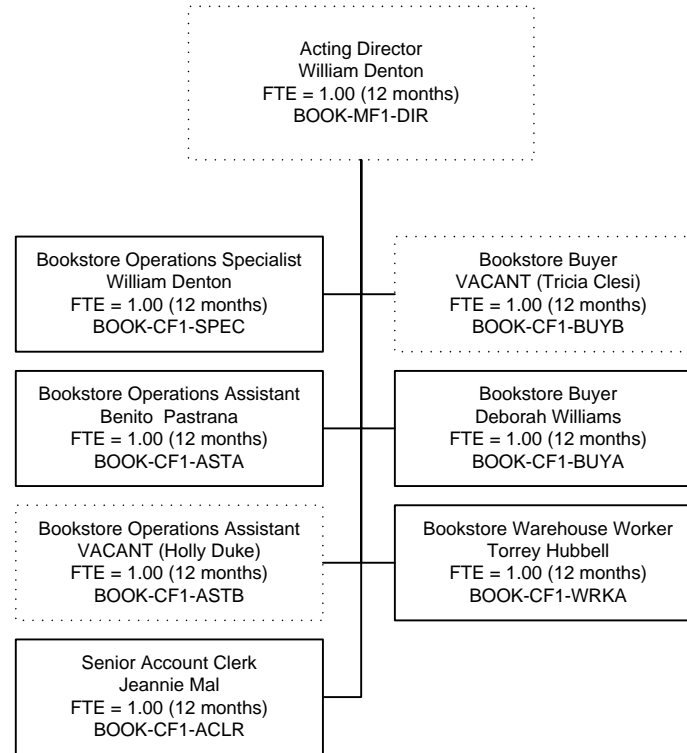 Acting Director
William Denton
FTE = 1.00 (12 months)
BOOK-MF1-DIR
Bookstore Operations Specialist
William Denton
FTE = 1.00 (12 months)
BOOK-CF1-SPEC
Bookstore Buyer
VACANT (Tricia Clesi)
FTE = 1.00 (12 months)
BOOK-CF1-BUYB
Bookstore Operations Assistant
Benito  Pastrana
FTE = 1.00 (12 months)
BOOK-CF1-ASTA
Bookstore Buyer
Deborah Williams
FTE = 1.00 (12 months)
BOOK-CF1-BUYA
Bookstore Operations Assistant
VACANT (Holly Duke)
FTE = 1.00 (12 months)
BOOK-CF1-ASTB
Bookstore Warehouse Worker
Torrey Hubbell
FTE = 1.00 (12 months)
BOOK-CF1-WRKA
Senior Account Clerk
Jeannie Mal
FTE = 1.00 (12 months)
BOOK-CF1-ACLR